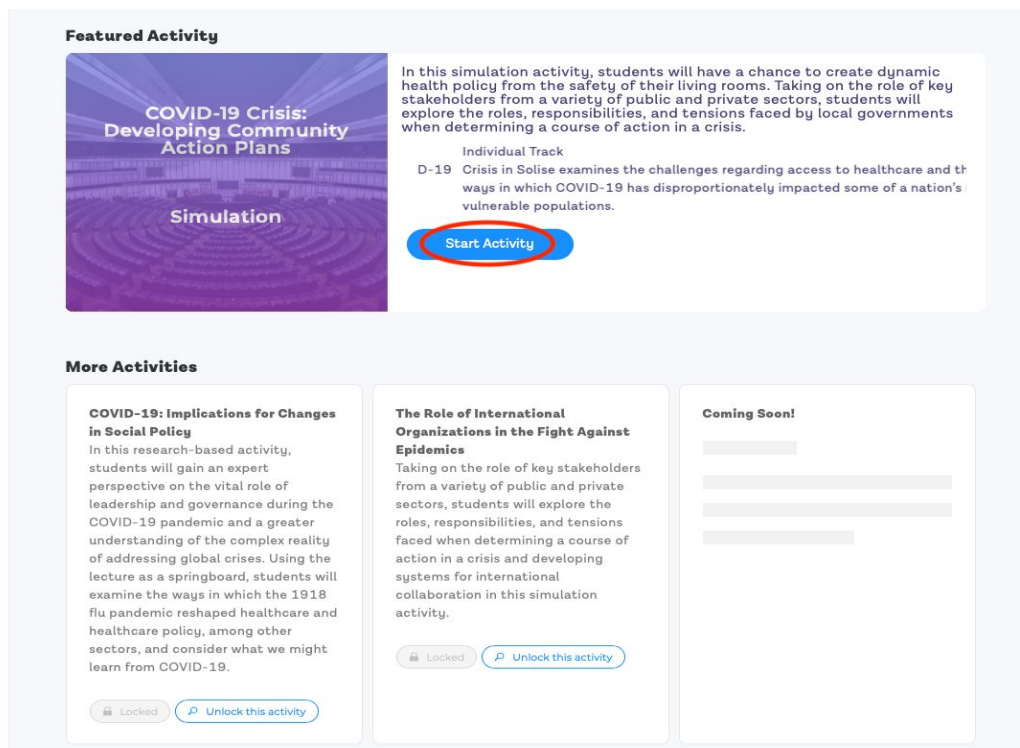 Featured Activity
COVID-19 Crisis:
Developing Community
Action Plans
Simulation
In this simulation activity, students will have a chance to create dynamic
health policy from the safety of their living rooms. Taking on the role of key
stakeholders from a variety of public and private sectors, students will
explore the roles, responsibilities, and tensions faced by local governments
when determining a course of action in a crisis.
Individual Track
D-19 Crisis in Solise examines the challenges regarding access to healthcare and th
ways in which COVID-19 has disproportionately impacted some of a nation's
vulnerable populations.
Start Activity
More Activities
COVID-19: Implications for Changes
in Social Policy
In this research-based activity,
students will gain an expert
perspective on the vital role of
leadership and governance during the
COVID-19 pandemic and a greater
understanding of the complex reality
of addressing global crises. Using the
lecture as a springboard, students will
examine the ways in which the 1918
flu pandemic reshaped healthcare and
healthcare policy, among other
sectors, and consider what we might
learn from COVID-19.
Locked
Unlock this activity
The Role of International
Organizations in the Fight Against
Epidemics
Taking on the role of key stakeholders
from a variety of public and private
sectors, students will explore the
roles, responsibilities, and tensions
faced when determining a course of
action in a crisis and developing
systems for international
collaboration in this simulation
activity.
Locked
Unlock this activity
Coming Soon!